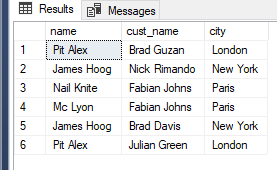 Results Messages
name cust_name city
1 Pit Alex Brad Guzan London
2 James Hoog Nick Rimando New York
3 Nail Knite Fabian Johns Paris
4 Mc Lyon Fabian Johns Paris
5 James Hoog Brad Davis New York
6 Pit Alex Julian Green London